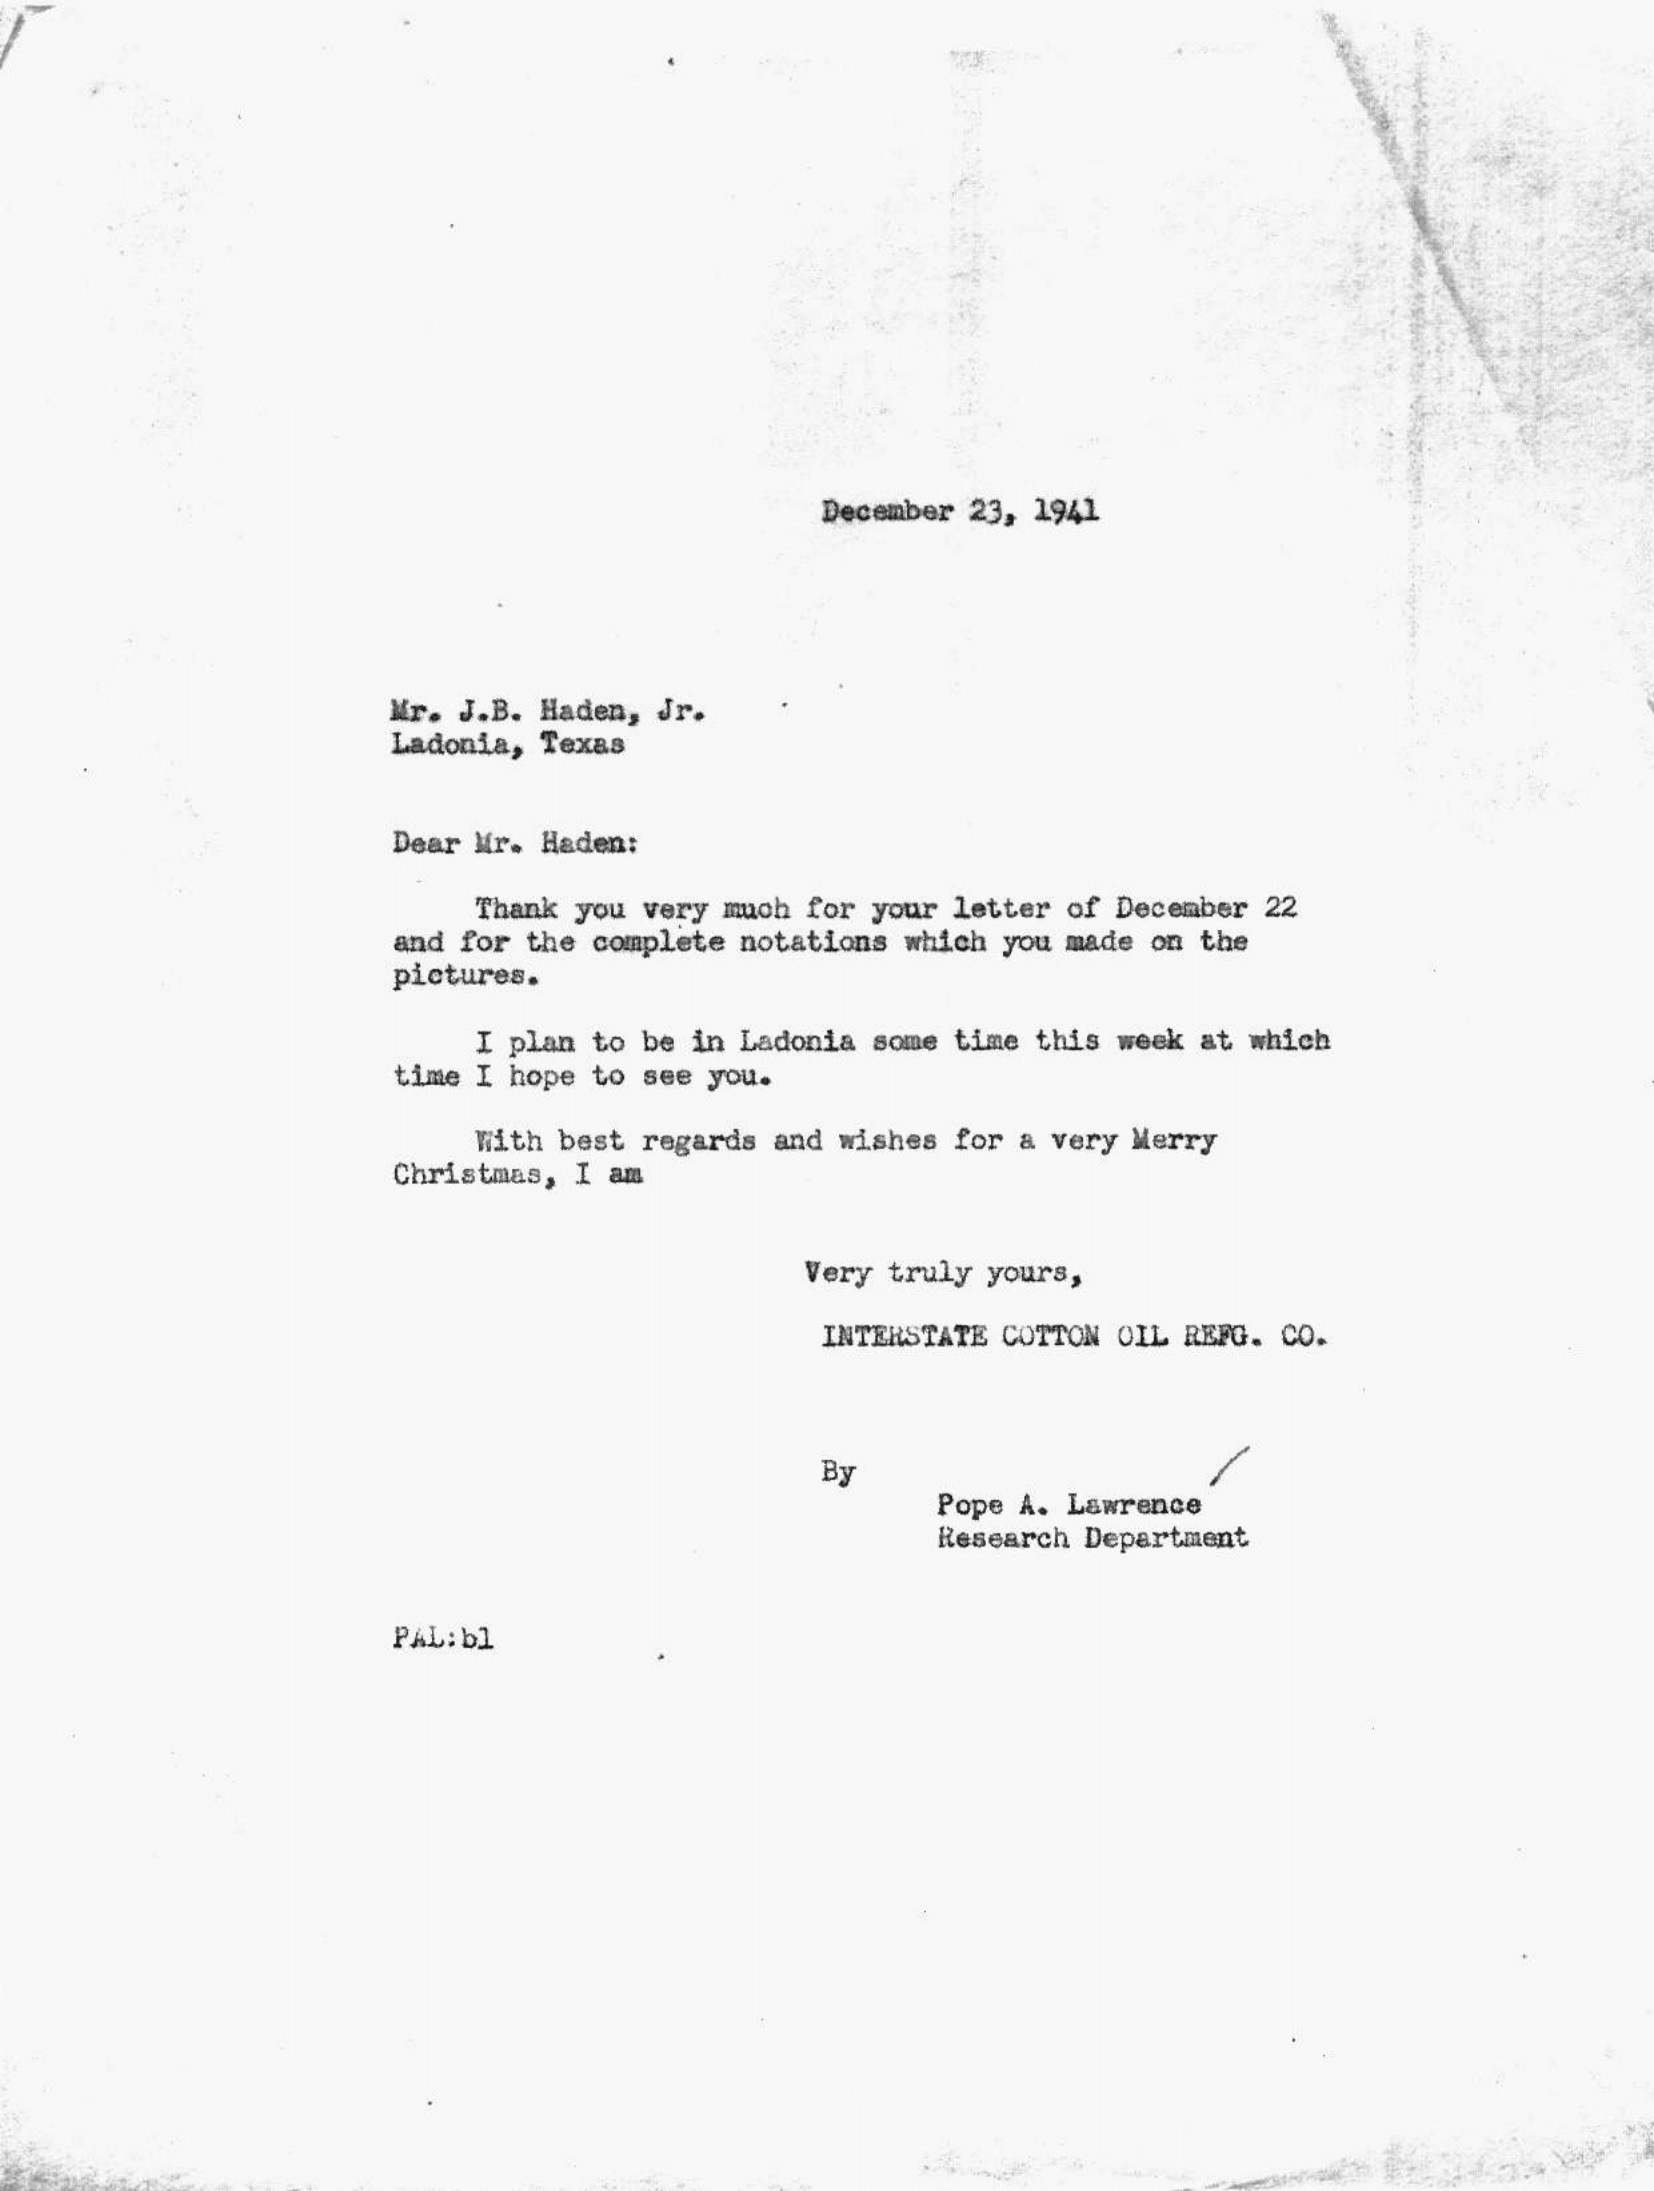 December 23, 1941
Mr. J.B. Haden, Jr.
Ladonia, Texas
Dear Mr. Haden:
Thank you very much for your letter of December 22
and for the complete notations which you made on the
pictures.
I plan to be in Ladonia some time this week at which
time I hope to see you.
With best regards and wishes for a very Merry
Christmas, I am
Very truly yours,
INTERSTATE COTTON OIL REFG. CO.
By
Pope A. Lawrence
Research Department
PAL:bl